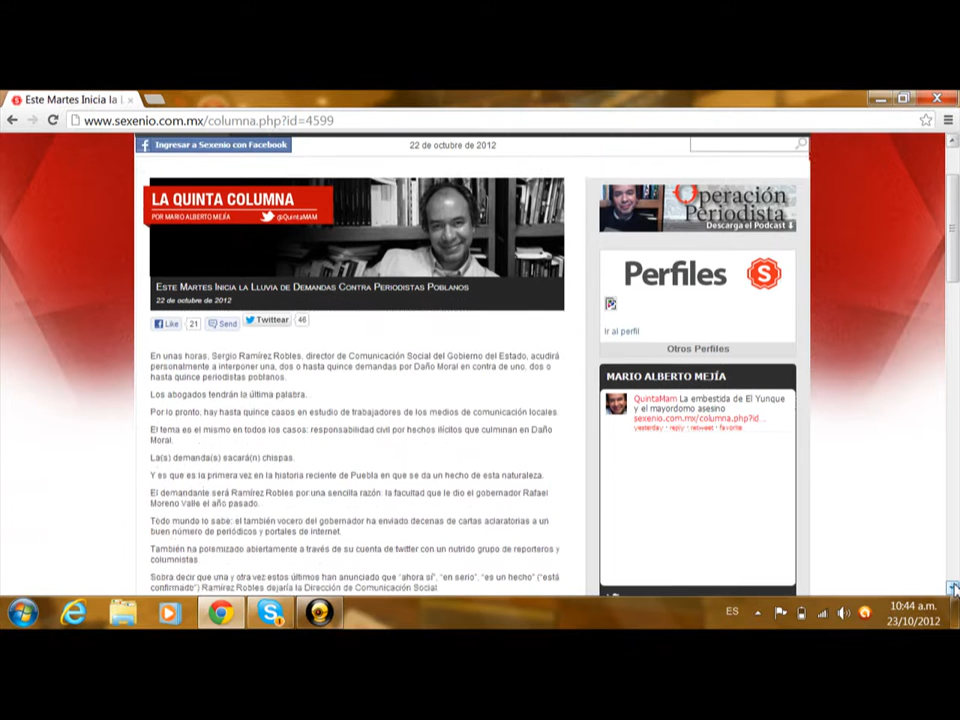 Este Martes Inicia la
www.sexenio.com.mx/columna.php?id=4599
Ingresar a Sexenio con Facebook
22 de octubre de 2012
LA QUINTA COLUMNA
POR MARIO ALBERTO MEJÍA
@QuintaMAM
Este Martes Inicia la Lluvia de Demandas Contra Periodistas Poblanos
22 de octubre de 2012
Like 21 Send Twittear 46
En unas horas, Sergio Ramírez Robles, director de Comunicación Social del Gobierno del Estado, acudirá
personalmente a interponer una, dos o hasta quince demandas por Daño Moral en contra de uno, dos o
hasta quince periodistas poblanos.
Los abogados tendrán la última palabra.
Por lo pronto, hay hasta quince casos en estudio de trabajadores de los medios de comunicación locales.
El tema es el mismo en todos los casos: responsabilidad civil por hechos ilícitos que culminan en Daño
Moral.
La(s) demanda(s) sacará(n) chispas.
Y es que es la primera vez en la historia reciente de Puebla en que se da un hecho de esta naturaleza.
El demandante será Ramírez Robles por una sencilla razón: la facultad que le dio el gobernador Rafael
Moreno Valle el año pasado.
Todo mundo lo sabe: el también vocero del gobernador ha enviado decenas de cartas aclaratorias a un
buen número de periódicos y portales de internet.
También ha polemizado abiertamente a través de su cuenta de twitter con un nutrido grupo de reporteros y
columnistas.
Sobra decir que una y otra vez estos últimos han anunciado que "ahora sí", "en serio", "es un hecho" ("está
confirmado") Ramírez Robles dejaría la Dirección de Comunicación Social.
Operación
Periodista
Descarga el Podcast
Perfiles S
Ir al perfil
Otros Perfiles
MARIO ALBERTO MEJÍA
QuintaMam La embestida de El Yunque
y el mayordomo asesino
sexenio.com.mx/columna.php?id...
yesterday · reply · retweet · favorite
ES
10:44 a.m.
23/10/2012